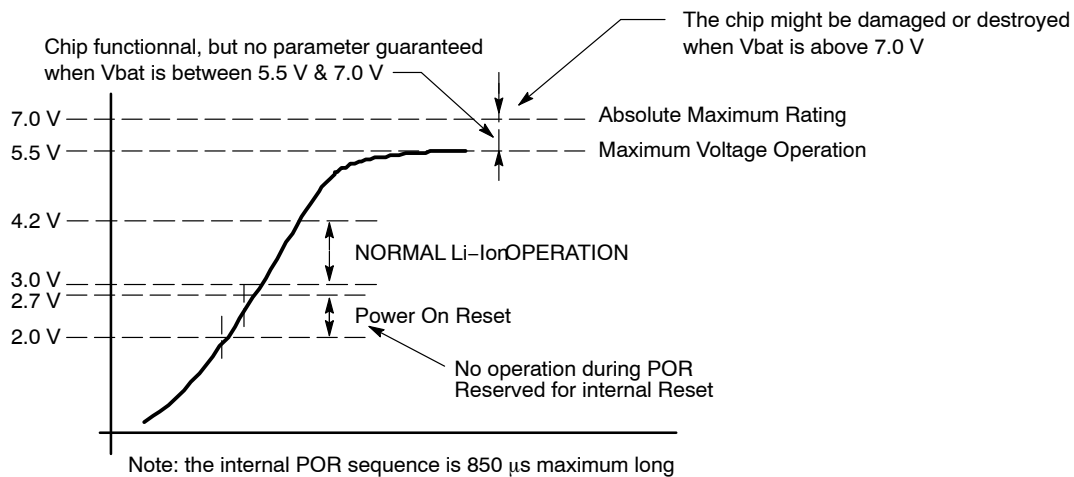 The chip might be damaged or destroyed
when Vbat is above 7.0 V
Chip functionnal, but no parameter guaranteed
when Vbat is between 5.5 V & 7.0 V
7.0 V
Absolute Maximum Rating
5.5 V
Maximum Voltage Operation
4.2 V
NORMAL Li–IonOPERATION
3.0 V
2.7 V
Power On Reset
2.0 V
No operation during POR
Reserved for internal Reset
Note: the internal POR sequence is 850 μs maximum long